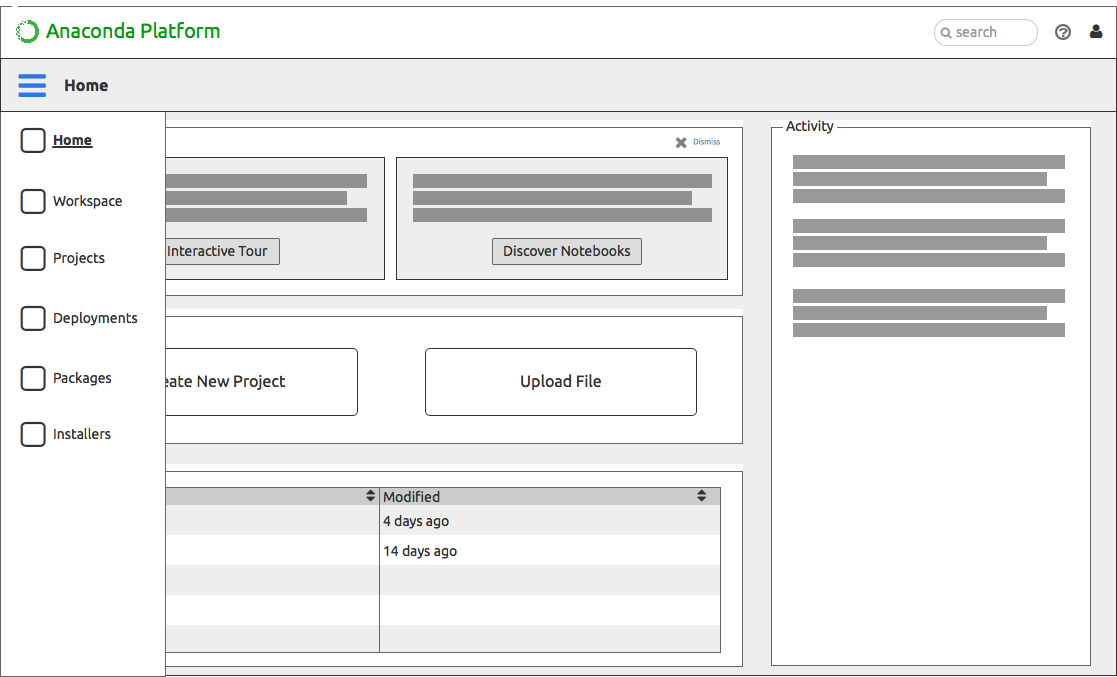 Anaconda Platform
search
Home
Home
Workspace
Projects
Deployments
Packages
Installers
Dismiss
Interactive Tour
Discover Notebooks
eate New Project
Upload File
Modified
4 days ago
14 days ago
Activity